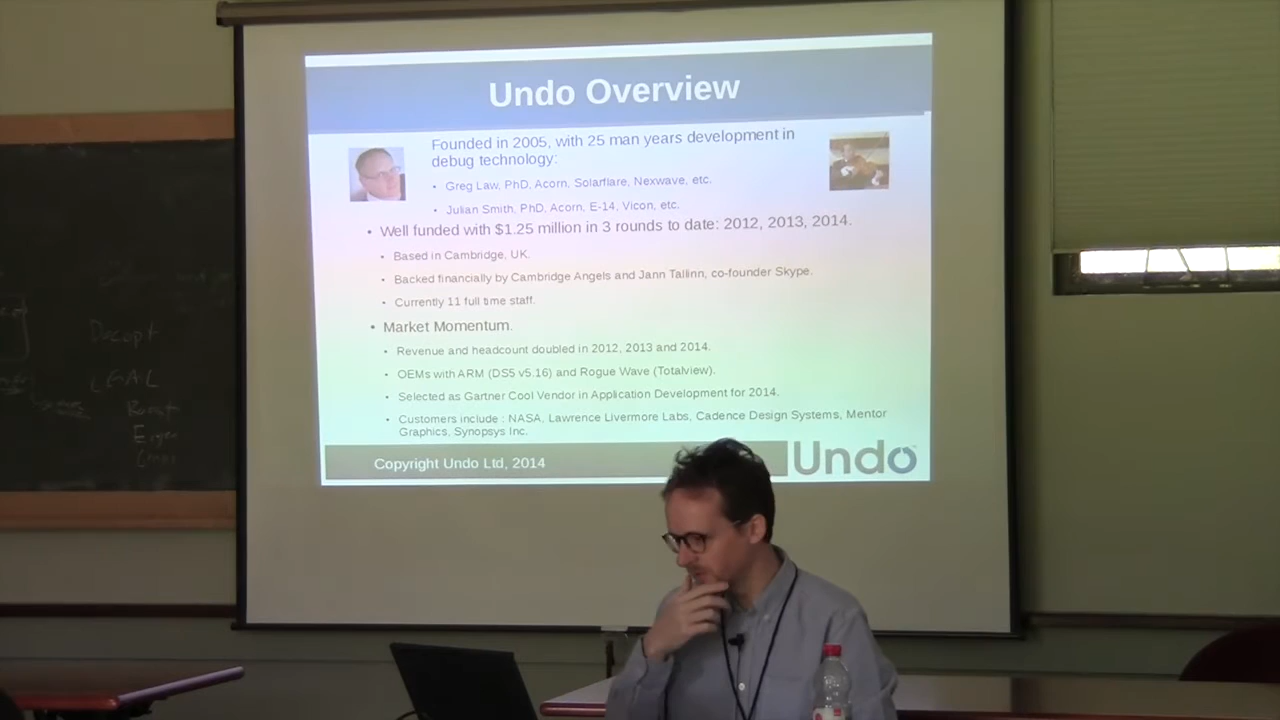 Undo Overview
Founded in 2005, with 25 man years development in
debug technology:
• Greg Law, PhD, Acorn, Solarflare, Nexwave, etc.
• Julian Smith, PhD, Acorn, E-14, Vicon, etc.
• Well funded with $1.25 million in 3 rounds to date: 2012, 2013, 2014.
• Based in Cambridge, UK.
• Backed financially by Cambridge Angels and Jann Tallinn, co-founder Skype.
• Currently 11 full time staff.
• Market Momentum.
• Revenue and headcount doubled in 2012, 2013 and 2014.
• OEMs with ARM (DS5 v5.16) and Rogue Wave (Totalview).
• Selected as Gartner Cool Vendor in Application Development for 2014.
• Customers include : NASA, Lawrence Livermore Labs, Cadence Design Systems, Mentor
Graphics, Synopsys Inc.
Copyright Undo Ltd, 2014
Undo